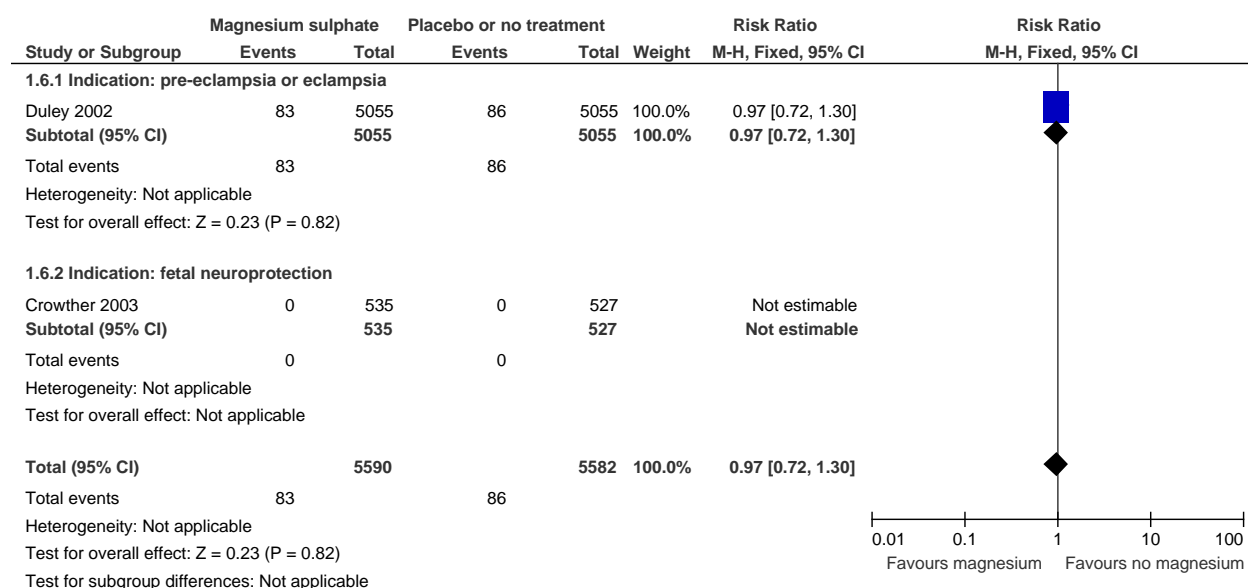 Magnesium sulphate Placebo or no treatment Risk Ratio Risk Ratio
Study or Subgroup Events Total Events Total Weight M-H, Fixed, 95% CI M-H, Fixed, 95% CI
1.6.1 Indication: pre-eclampsia or eclampsia
Duley 2002 83 5055 86 5055 100.0% 0.97 [0.72, 1.30]
Subtotal (95% CI) 5055 5055 100.0% 0.97 [0.72, 1.30]
Total events 83 86
Heterogeneity: Not applicable
Test for overall effect: Z = 0.23 (P = 0.82)
1.6.2 Indication: fetal neuroprotection
Crowther 2003 0 535 0 527 Not estimable
Subtotal (95% CI) 535 527 Not estimable
Total events 0 0
Heterogeneity: Not applicable
Test for overall effect: Not applicable
Total (95% CI) 5590 5582 100.0% 0.97 [0.72, 1.30]
Total events 83 86
Heterogeneity: Not applicable
Test for overall effect: Z = 0.23 (P = 0.82)
Test for subgroup differences: Not applicable
0.01 0.1 1 10 100
Favours magnesium Favours no magnesium